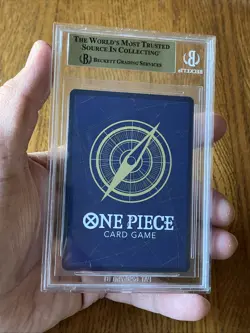 THE WORLD'S MOST TRUSTED
SOURCE IN COLLECTING
BECKETT GRADING SERVICES
ONE PIECE
CARD GAME